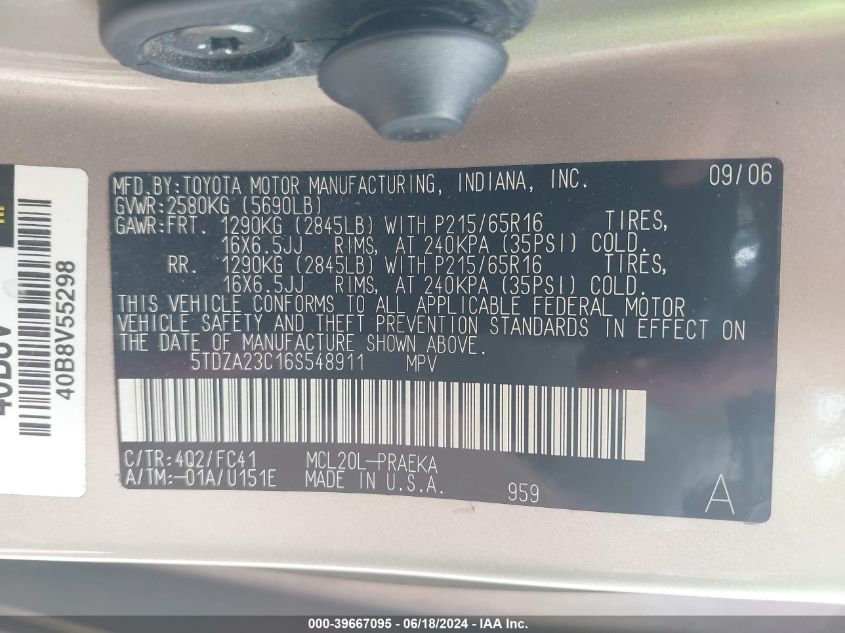 MFD.BY:TOYOTA MOTOR MANUFACTURING, INDIANA, INC. 09/06
GVWR:2580KG (5690LB)
GAWR:FRT. 1290KG (2845LB) WITH P215/65R16 TIRES,
16X6.5JJ RIMS, AT 240KPA (35PSI) COLD.
RR. 1290KG (2845LB) WITH P215/65R16 TIRES,
16X6.5JJ RIMS, AT 240KPA (35PSI) COLD.
THIS VEHICLE CONFORMS TO ALL APPLICABLE FEDERAL MOTOR
VEHICLE SAFETY AND THEFT PREVENTION STANDARDS IN EFFECT ON
THE DATE OF MANUFACTURE SHOWN ABOVE.
5TDZA23C16S548911 MPV
C/TR:4Q2/FC41 MCL20L-PRAEKA
A/TM:-01A/U151E MADE IN U.S.A. 959 A
40B8V55298
000-39667095 - 06/18/2024 - IAA Inc.